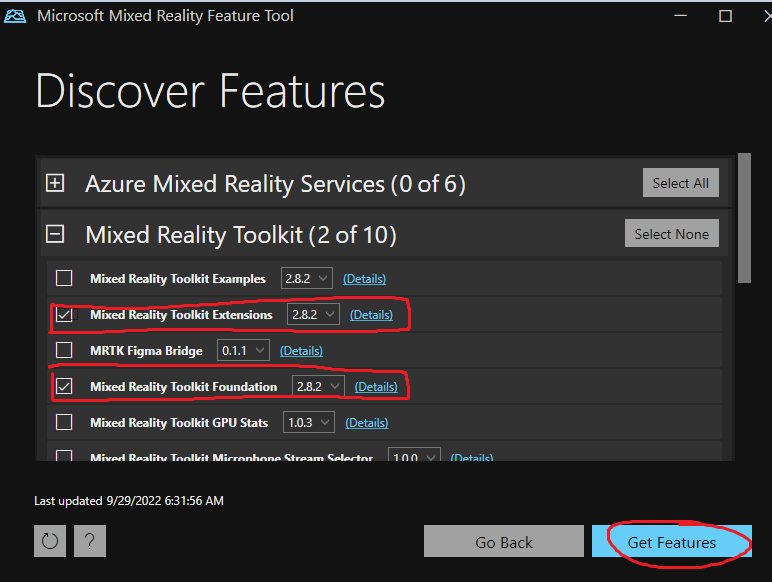 Microsoft Mixed Reality Feature Tool
Discover Features
Azure Mixed Reality Services (0 of 6) Select All
Mixed Reality Toolkit (2 of 10) Select None
Mixed Reality Toolkit Examples 2.8.2 (Details)
Mixed Reality Toolkit Extensions 2.8.2 (Details)
MRTK Figma Bridge 0.1.1 (Details)
Mixed Reality Toolkit Foundation 2.8.2 (Details)
Mixed Reality Toolkit GPU Stats 1.0.3 (Details)
Mixed Reality Toolkit Microphone Stream Selector 1.0.0 (Details)
Last updated 9/29/2022 6:31:56 AM
? Go Back Get Features